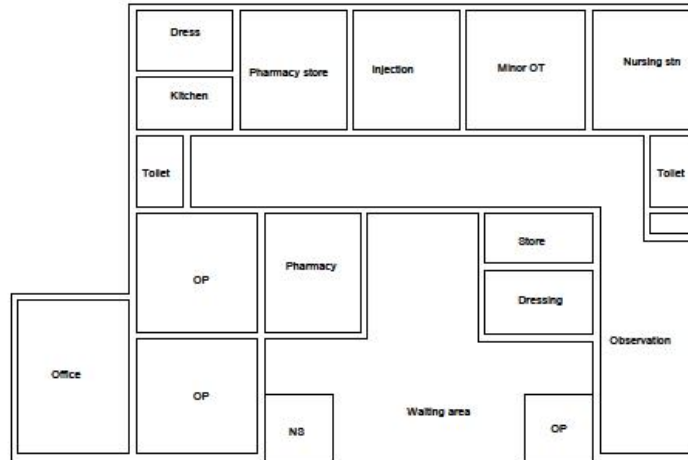 Dress
Pharmacy store
Injection
Minor OT
Nursing stn
Kitchen
Toilet
Toilet
Store
OP
Pharmacy
Dressing
Observation
Office
OP
Waiting area
NS
OP